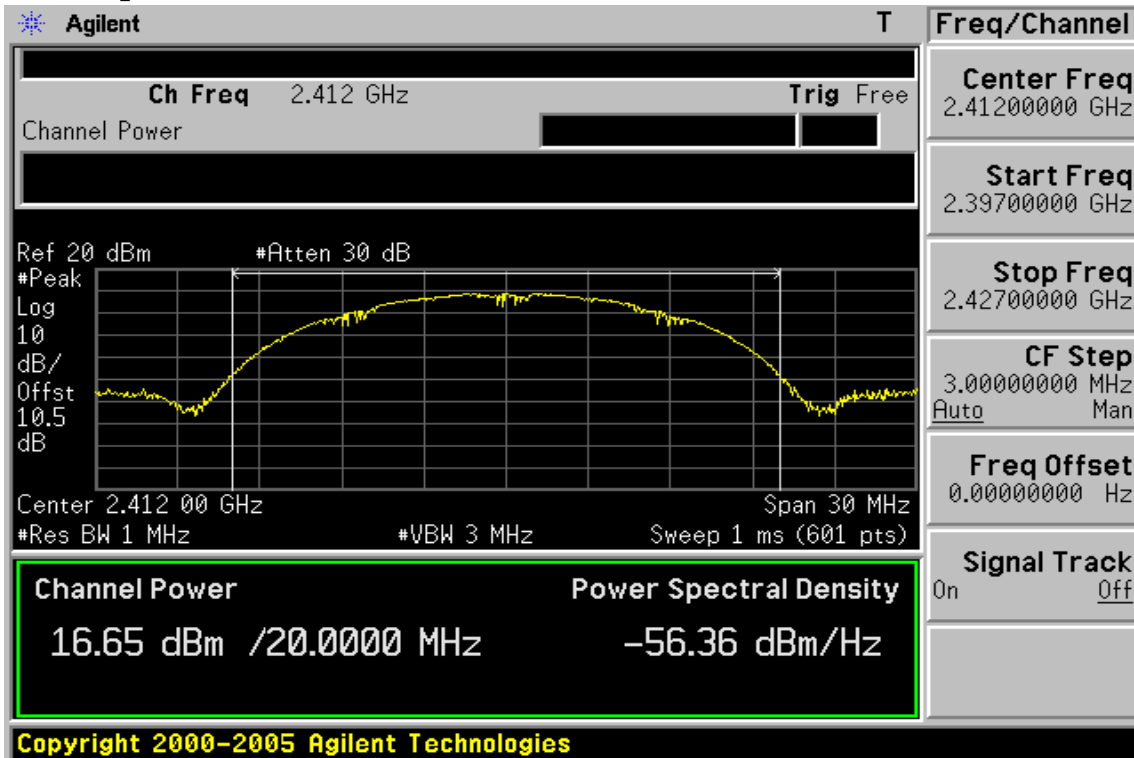 Agilent T
Freq/Channel
Ch Freq 2.412 GHz Trig Free
Channel Power
Ref 20 dBm #Atten 30 dB
#Peak
Log
10
dB/
Offst
10.5
dB
Center 2.412 00 GHz Span 30 MHz
#Res BW 1 MHz #VBW 3 MHz Sweep 1 ms (601 pts)
Channel Power Power Spectral Density
16.65 dBm /20.0000 MHz -56.36 dBm/Hz
Center Freq
2.41200000 GHz
Start Freq
2.39700000 GHz
Stop Freq
2.42700000 GHz
CF Step
3.00000000 MHz
Auto Man
Freq Offset
0.00000000 Hz
Signal Track
On Off
Copyright 2000-2005 Agilent Technologies